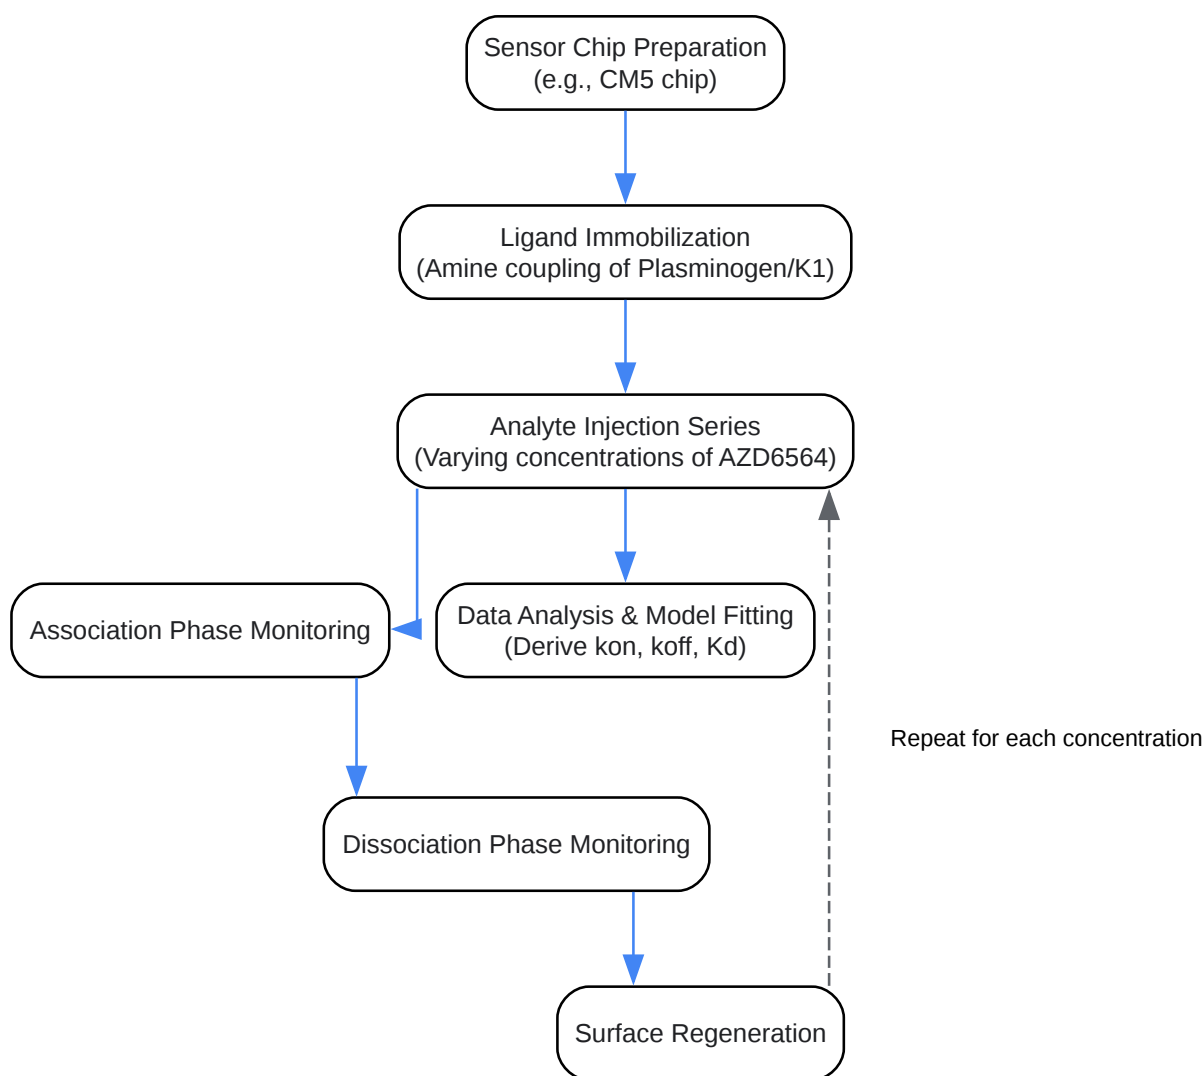 Sensor Chip Preparation
(e.g., CM5 chip)
Ligand Immobilization
(Amine coupling of Plasminogen/K1)
Analyte Injection Series
(Varying concentrations of AZD6564)
Association Phase Monitoring
Data Analysis & Model Fitting
(Derive kon, koff, Kd)
Repeat for each concentration
Dissociation Phase Monitoring
Surface Regeneration